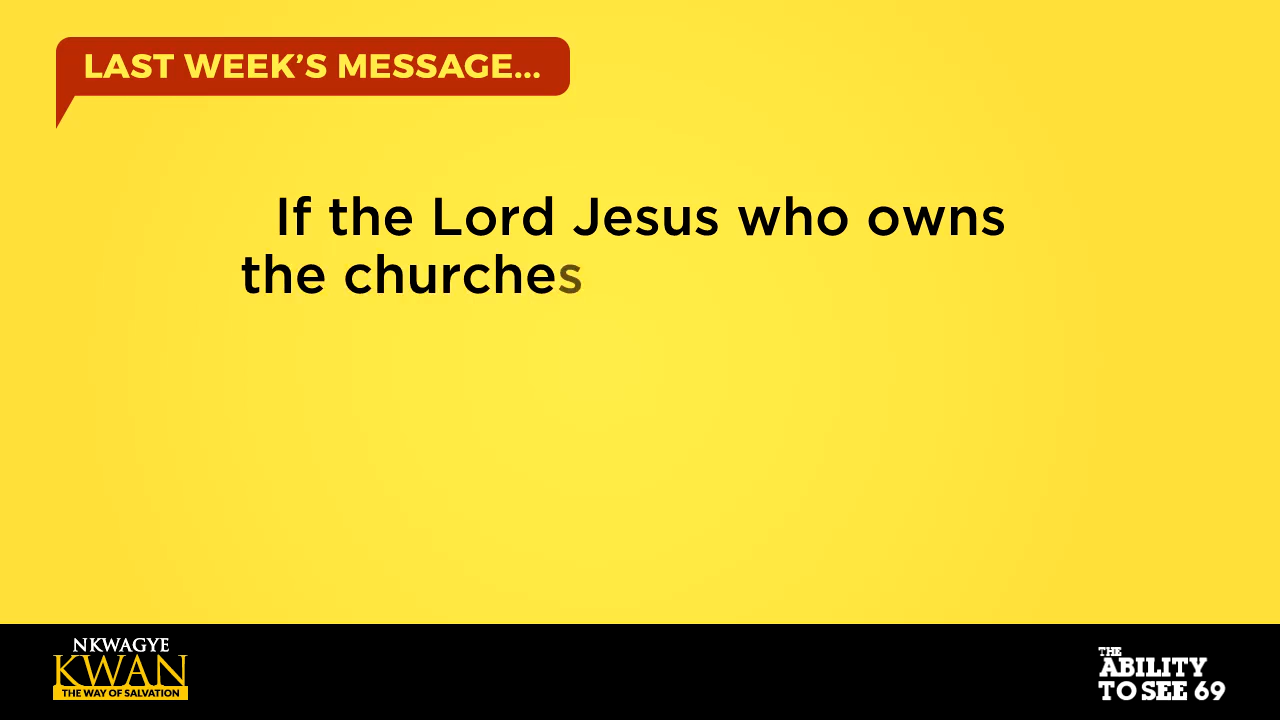 LAST WEEK'S MESSAGE...
If the Lord Jesus who owns
the churches
NKWAGYE
KWAN
THE WAY OF SALVATION
THE
ABILITY
TO SEE 69